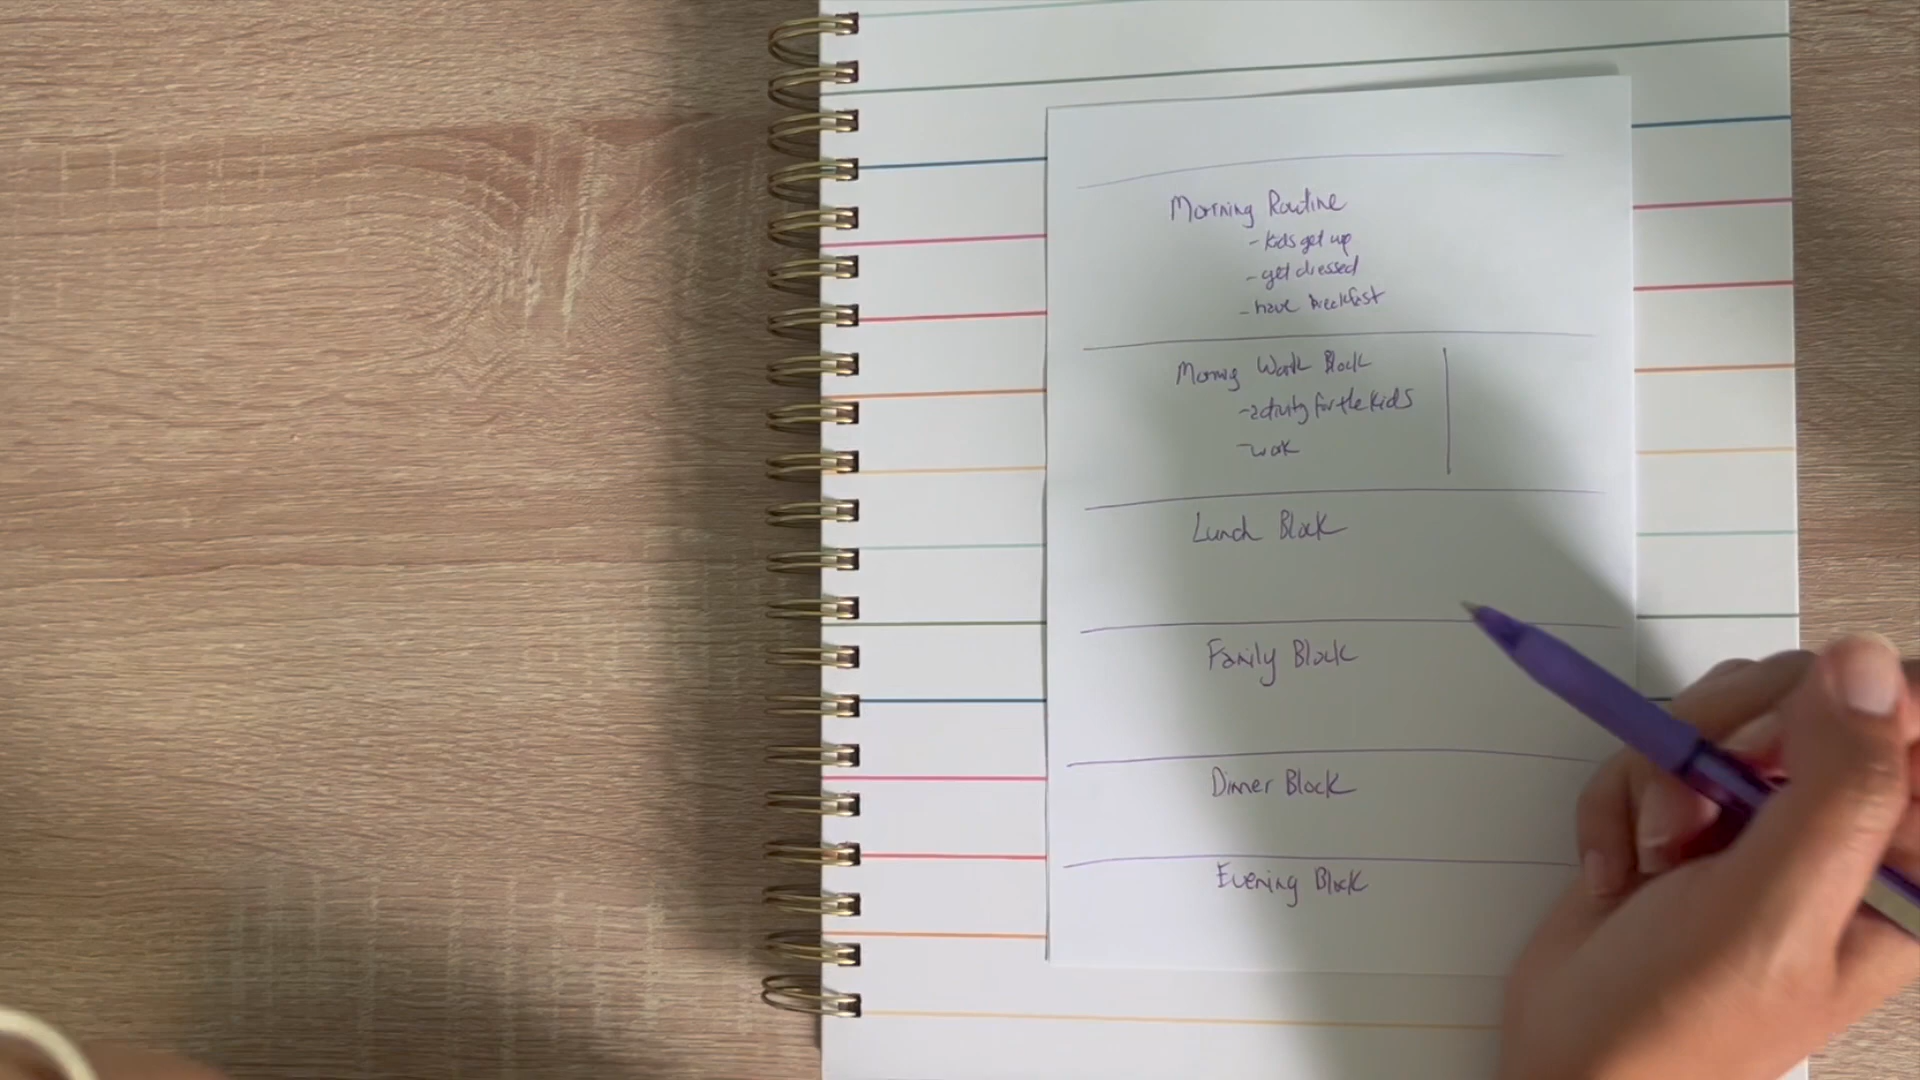 Morning Routine
- kids get up
- get dressed
- have breekfast
Morning Work Block
- activity for the kids
- work
Lunch Block
Family Block
Dinner Block
Evening Block